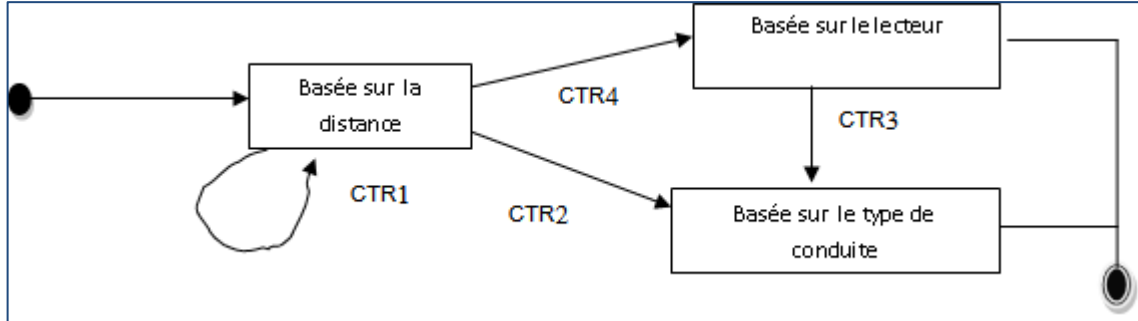 Basée sur le lecteur
Basée sur la
distance
CTR4
CTR3
CTR1
CTR2
Basée sur le type de
conduite